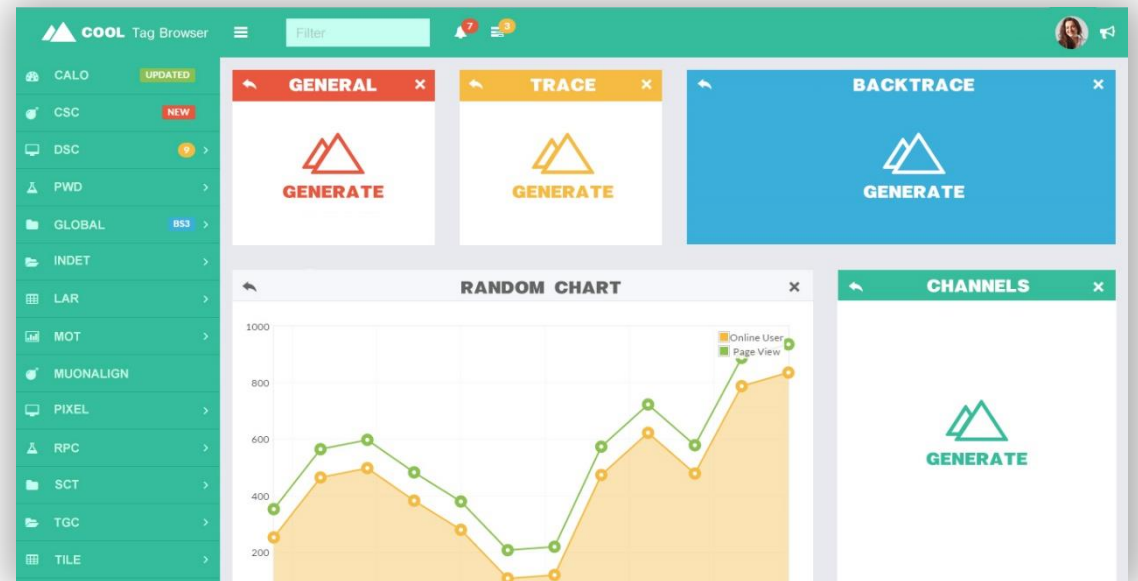 COOL Tag Browser
Filter
7
3
CALO UPDATED
CSC NEW
DSC 9
PWD
GLOBAL BS3
INDET
LAR
MOT
MUONALIGN
PIXEL
RPC
SCT
TGC
TILE
GENERAL
GENERATE
TRACE
GENERATE
BACKTRACE
GENERATE
RANDOM CHART
1000
800
600
400
200
Online User
Page View
CHANNELS
GENERATE